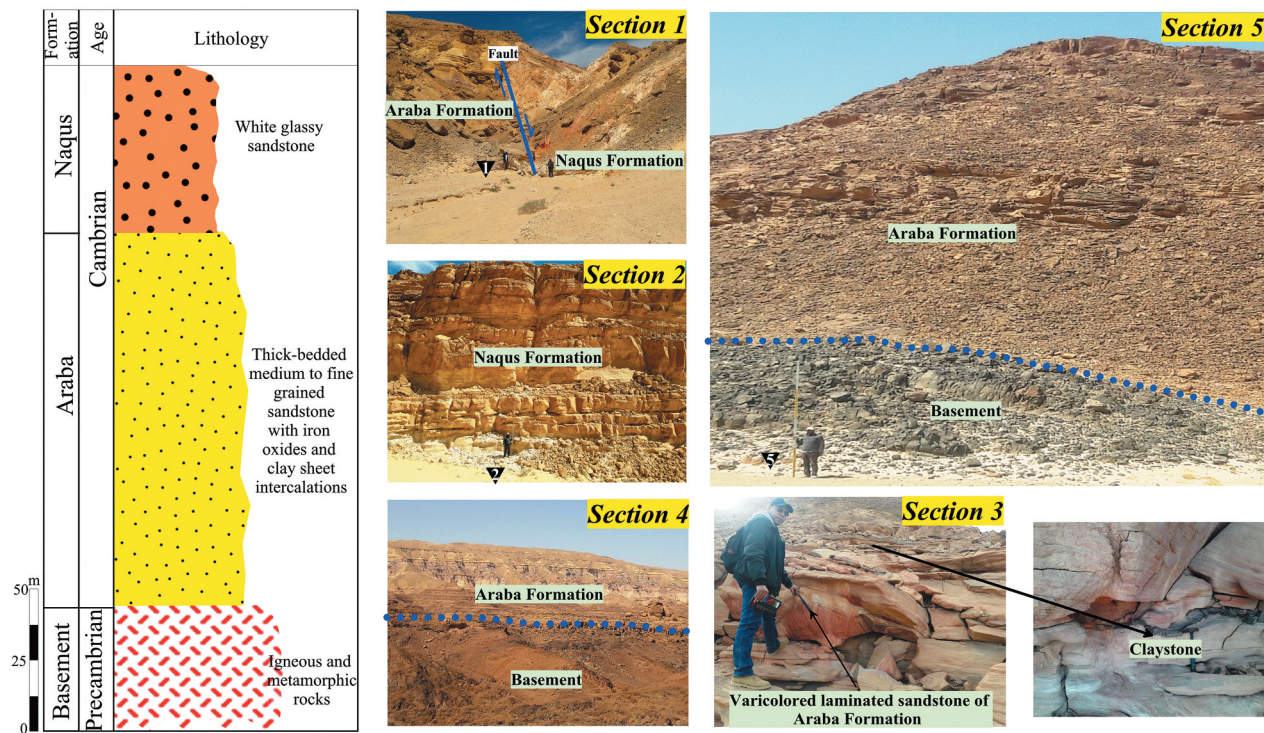 Form-
ation
Age
Lithology
Naqus
Araba
Basement
Cambrian
Precambrian
White glassy
sandstone
Thick-bedded
medium to fine
grained
sandstone
with iron
oxides and
clay sheet
intercalations
Igneous and
metamorphic
rocks
50 m
25
0
Section 1
Fault
Araba Formation
Naqus Formation
1
Section 2
Naqus Formation
2
Section 4
Araba Formation
Basement
Section 5
Araba Formation
Basement
5
Section 3
Varicolored laminated sandstone of
Araba Formation
Claystone